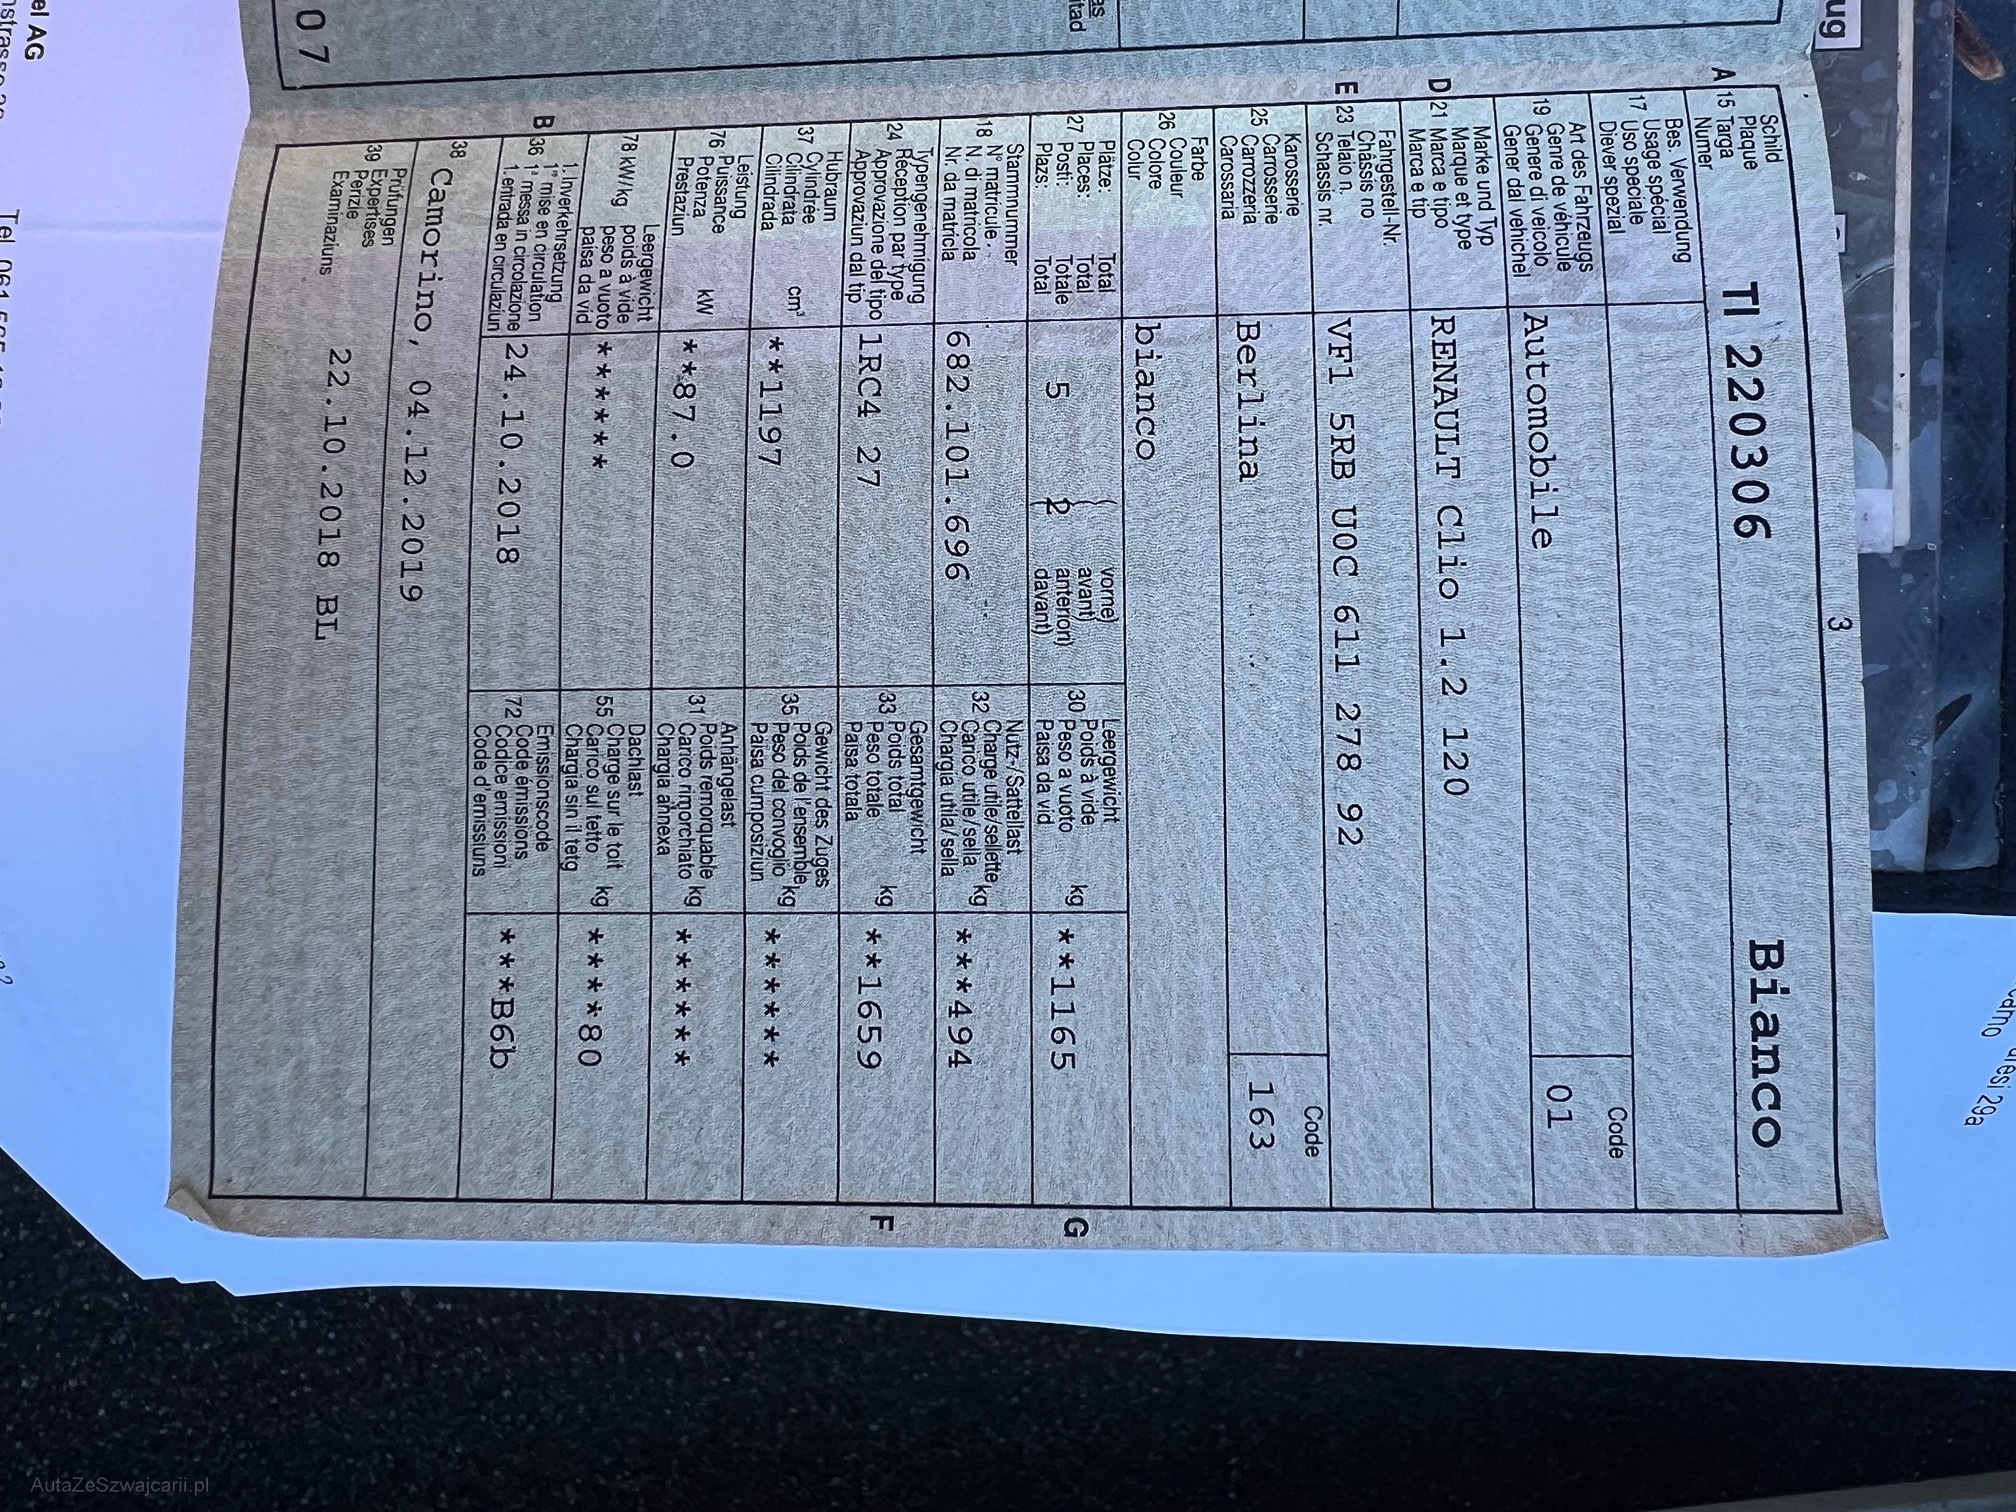 3
Schild
Plaque
A 15 Targa
Numer
TI 220306
Bianco
Bes. Verwendung
17 Usage spécial
Uso speciale
Diever spezial
Art des Fahrzeugs
19 Genre de véhicule
Genere di veicolo
Gener dal vehichel
Automobile
Code
01
Marke und Typ
D 21 Marque et type
Marca e tipo
Marca e tip
RENAULT Clio 1.2 120
Fahrgestell-Nr.
E 23 Châssis no
Telaio n.
Schassis nr.
VF1 5RB U0C 611 278 92
Karosserie
25 Carosserie
Carrozzeria
Carossaria
Berlina
Code
163
Farbe
26 Couleur
Colore
Colur
bianco
Plätze: Total
27 Places: Total
Posti: Totale
Plazs: Total
5
( 2
vorne)
avant)
anteriori)
davant)
Leergewicht
30 Poids à vide
Peso a vuoto
Paisa da vid
kg
**1165
G
Stammnummer
18 N° matricule
N. di matricola
Nr. da matricla
682.101.696
Nutz-/Sattellast
32 Charge utile/sellette
Carico utile/sella
Chargia utila/sella
kg
***494
Typengenehmigung
24 Réception par type
Approvazione del tipo
Approvaziun dal tip
1RC4 27
Gesamtgewicht
33 Poids total
Peso totale
Paisa totala
kg
**1659
F
Hubraum
37 Cylindrée
Cilindrata
Cilindrada
cm³
**1197
Gewicht des Zuges
35 Poids de l'ensemble
Peso del convoglio
Paisa cumposiziun
kg
******
Leistung
76 Puissance
Potenza
Prestaziun
kW
**87.0
Anhängelast
31 Poids remorquable
Carico rimorchiato
Chargia annexa
kg
******
78 kW/kg
Leergewicht
poids à vide
peso a vuoto
paisa da vid
******
Dachlast
55 Charge sur le toit
Carico sul tetto
Chargia sin il tetg
kg
****80
1. Inverkehrsetzung
B 36 1re mise en circulation
1a messa in circolazione
1. entrada en circulaziun
24.10.2018
Emissionscode
72 Code émissions
Codice emissioni
Code d'emissiuns
***B6b
38 Camorino, 04.12.2019
Prüfungen
39 Expertises
Perizie
Examinaziuns
22.10.2018 BL
07
as
ug
el AG
AutaZeSzwajcarii.pl